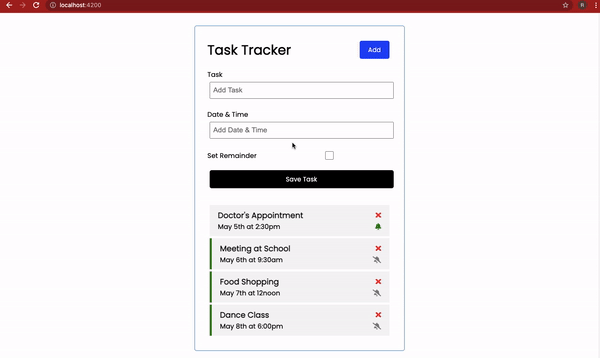 localhost:4200
R
Task Tracker
Add
Task
Add Task
Date & Time
Add Date & Time
Set Remainder
Save Task
Doctor's Appointment
May 5th at 2:30pm
Meeting at School
May 6th at 9:30am
Food Shopping
May 7th at 12noon
Dance Class
May 8th at 6:00pm